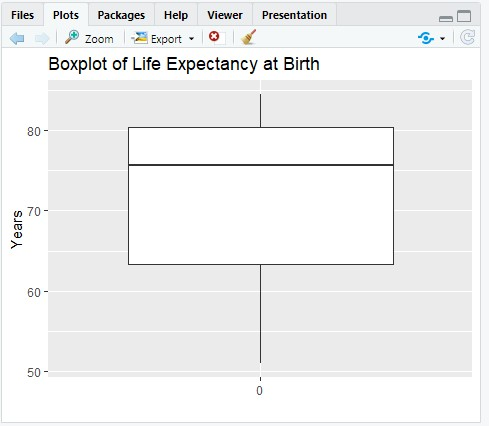 Files Plots Packages Help Viewer Presentation
Zoom Export
Boxplot of Life Expectancy at Birth
80
70
60
50
Years
0